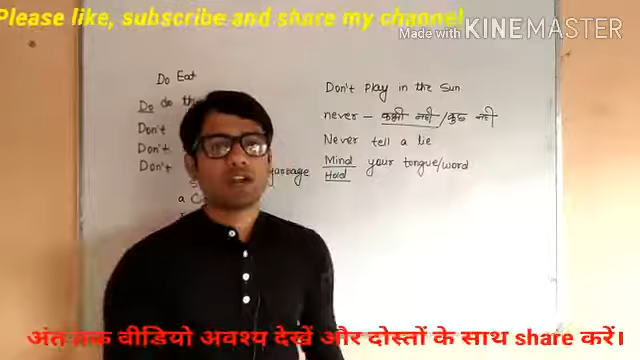 Please like, subscribe and share my channel
Made with KINEMASTER
Do Eat
Do do
Don't
Don't
Don't garbage
a
Don't play in the Sun
never – कभी नहीं / कुछ नहीं
Never tell a lie
Mind your tongue/word
Hold
अंत तक वीडियो अवश्य देखें और दोस्तों के साथ share करें।